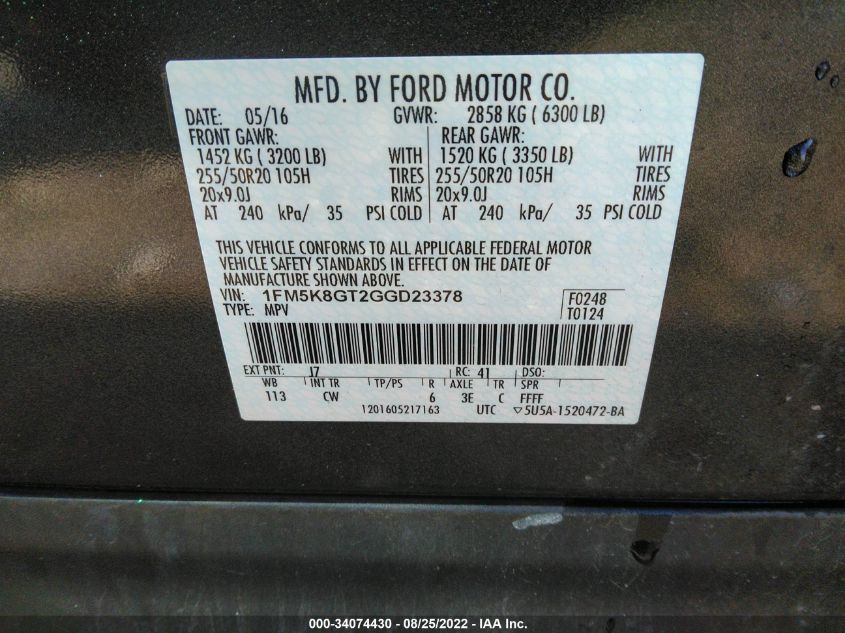 MFD. BY FORD MOTOR CO.
DATE: 05/16 GVWR: 2858 KG ( 6300 LB)
FRONT GAWR: REAR GAWR:
1452 KG ( 3200 LB) WITH 1520 KG ( 3350 LB) WITH
255/50R20 105H TIRES 255/50R20 105H TIRES
20x9.0J RIMS 20x9.0J RIMS
AT 240 kPa/ 35 PSI COLD AT 240 kPa/ 35 PSI COLD
THIS VEHICLE CONFORMS TO ALL APPLICABLE FEDERAL MOTOR
VEHICLE SAFETY STANDARDS IN EFFECT ON THE DATE OF
MANUFACTURE SHOWN ABOVE.
VIN: 1FM5K8GT2GGD23378 F0248
TYPE: MPV T0124
EXT PNT: J7 RC: 41 DSO:
WB INT TR TP/PS R AXLE TR SPR
113 CW 6 3E C FFFF
1201605217163 UTC ▽5U5A-1520472-BA
000-34074430 - 08/25/2022 - IAA Inc.